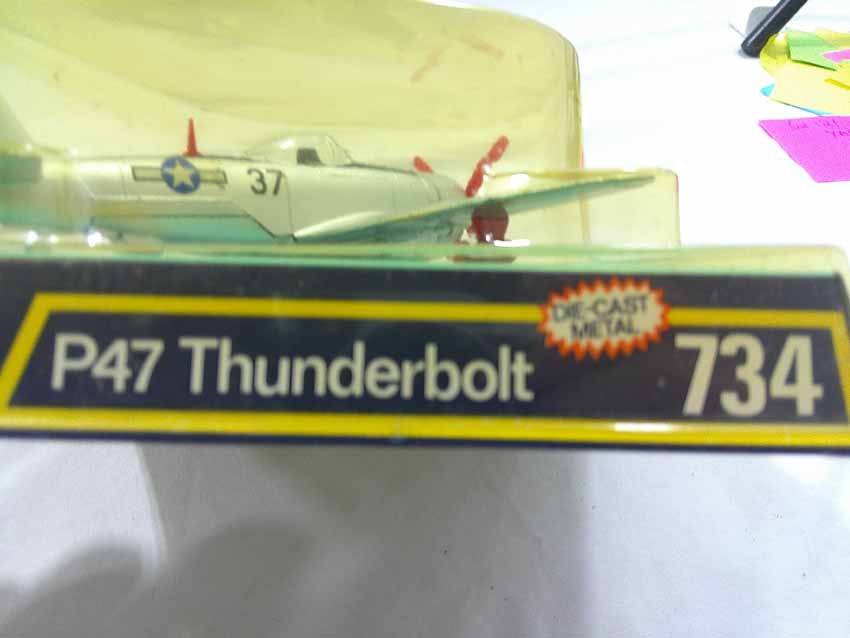 37
DIE-CAST
METAL
P47 Thunderbolt
734